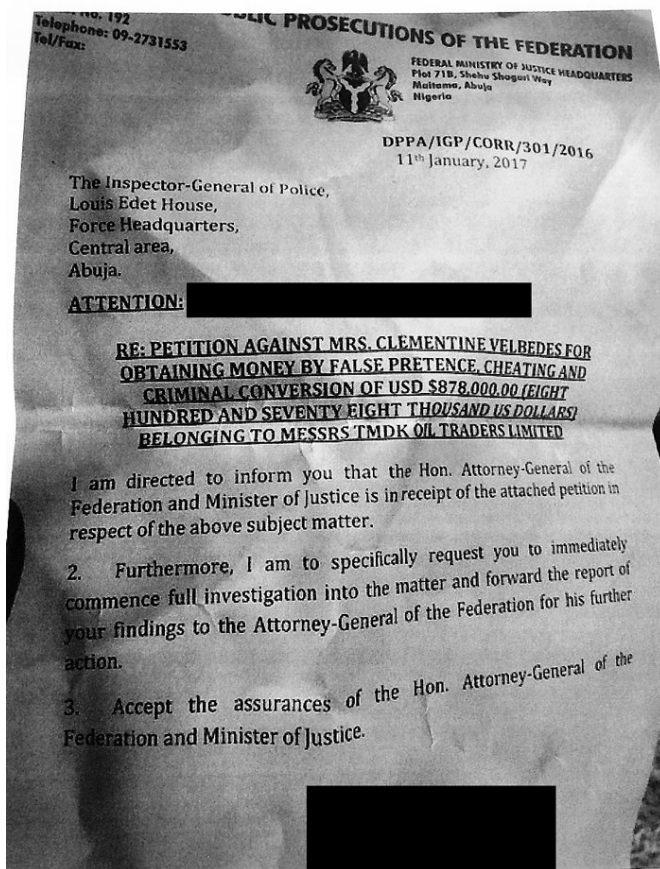 No. 192
Telephone: 09-2731553
Tel/Fax:
PROSECUTIONS OF THE FEDERATION
FEDERAL MINISTRY OF JUSTICE HEADQUARTERS
Plot 71B, Shehu Shagari Way
Maitama, Abuja
Nigeria
DPPA/IGP/CORR/301/2016
11th January, 2017
The Inspector-General of Police,
Louis Edet House,
Force Headquarters,
Central area,
Abuja.
ATTENTION:
RE: PETITION AGAINST MRS. CLEMENTINE VELBEDES FOR
OBTAINING MONEY BY FALSE PRETENCE, CHEATING AND
CRIMINAL CONVERSION OF USD $878,000.00 (EIGHT
HUNDRED AND SEVENTY EIGHT THOUSAND US DOLLARS)
BELONGING TO MESSRS TMDK OIL TRADERS LIMITED
I am directed to inform you that the Hon. Attorney-General of the
Federation and Minister of Justice is in receipt of the attached petition in
respect of the above subject matter.
2. Furthermore, I am to specifically request you to immediately
commence full investigation into the matter and forward the report of
your findings to the Attorney-General of the Federation for his further
action.
3. Accept the assurances of the Hon. Attorney-General of the
Federation and Minister of Justice.